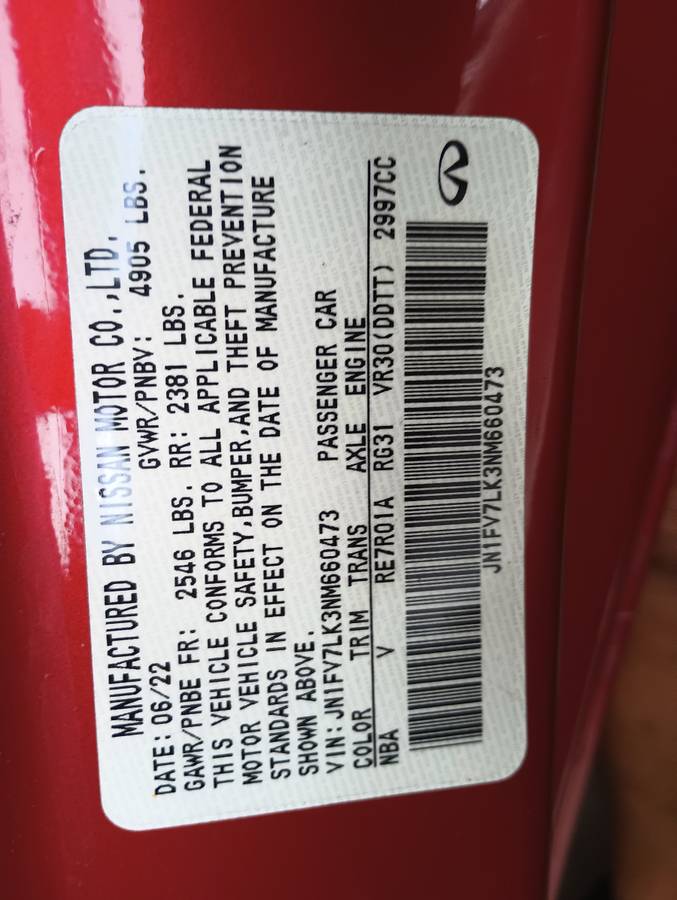 MANUFACTURED BY NISSAN MOTOR CO.,LTD.
DATE: 06/22 GVWR/PNBV: 4905 LBS.
GAWR/PNBE FR: 2546 LBS. RR: 2381 LBS.
THIS VEHICLE CONFORMS TO ALL APPLICABLE FEDERAL
MOTOR VEHICLE SAFETY,BUMPER,AND THEFT PREVENTION
STANDARDS IN EFFECT ON THE DATE OF MANUFACTURE
SHOWN ABOVE.
VIN: JN1FV7LK3NM660473 PASSENGER CAR
COLOR TRIM TRANS AXLE ENGINE
NBA V RE7R01A RG31 VR30(DDTT) 2997CC
JN1FV7LK3NM660473